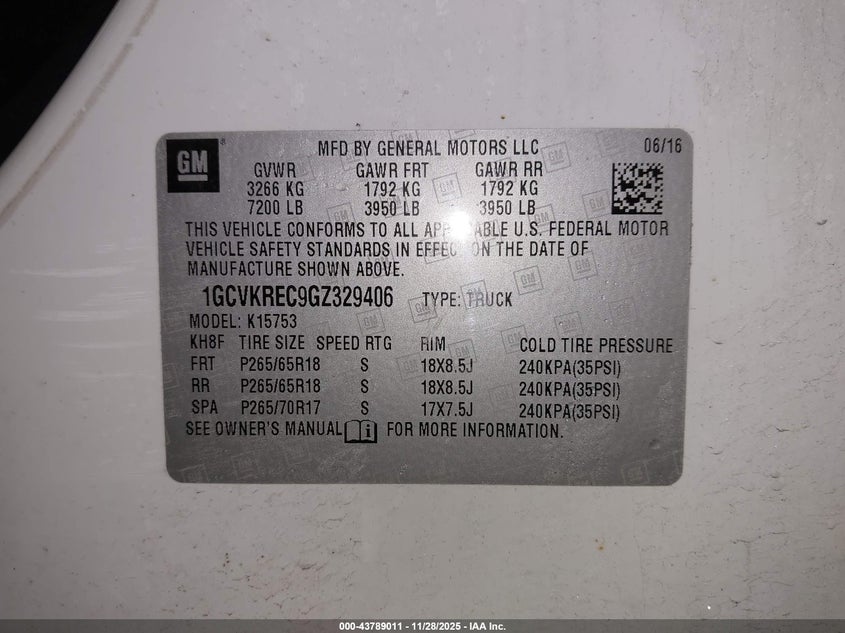 GM
MFD BY GENERAL MOTORS LLC 06/16
GVWR GAWR FRT GAWR RR
3266 KG 1792 KG 1792 KG
7200 LB 3950 LB 3950 LB
THIS VEHICLE CONFORMS TO ALL APPLICABLE U.S. FEDERAL MOTOR
VEHICLE SAFETY STANDARDS IN EFFECT ON THE DATE OF
MANUFACTURE SHOWN ABOVE.
1GCVKREC9GZ329406 TYPE: TRUCK
MODEL: K15753
KH8F TIRE SIZE SPEED RTG RIM COLD TIRE PRESSURE
FRT P265/65R18 S 18X8.5J 240KPA(35PSI)
RR P265/65R18 S 18X8.5J 240KPA(35PSI)
SPA P265/70R17 S 17X7.5J 240KPA(35PSI)
SEE OWNER'S MANUAL FOR MORE INFORMATION.
000-43789011 - 11/28/2025 - IAA Inc.